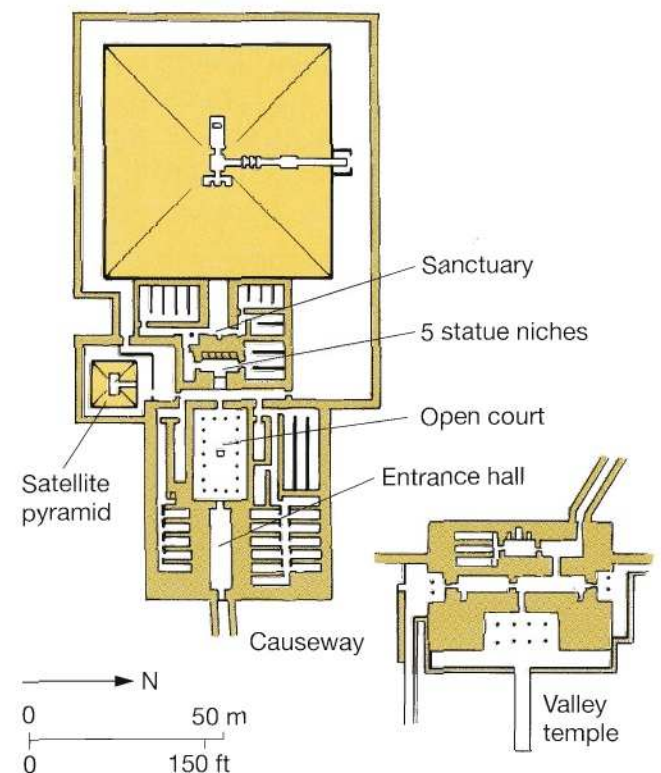 Sanctuary
5 statue niches
Open court
Entrance hall
Satellite
pyramid
Causeway
N
0 50 m
0 150 ft
Valley
temple